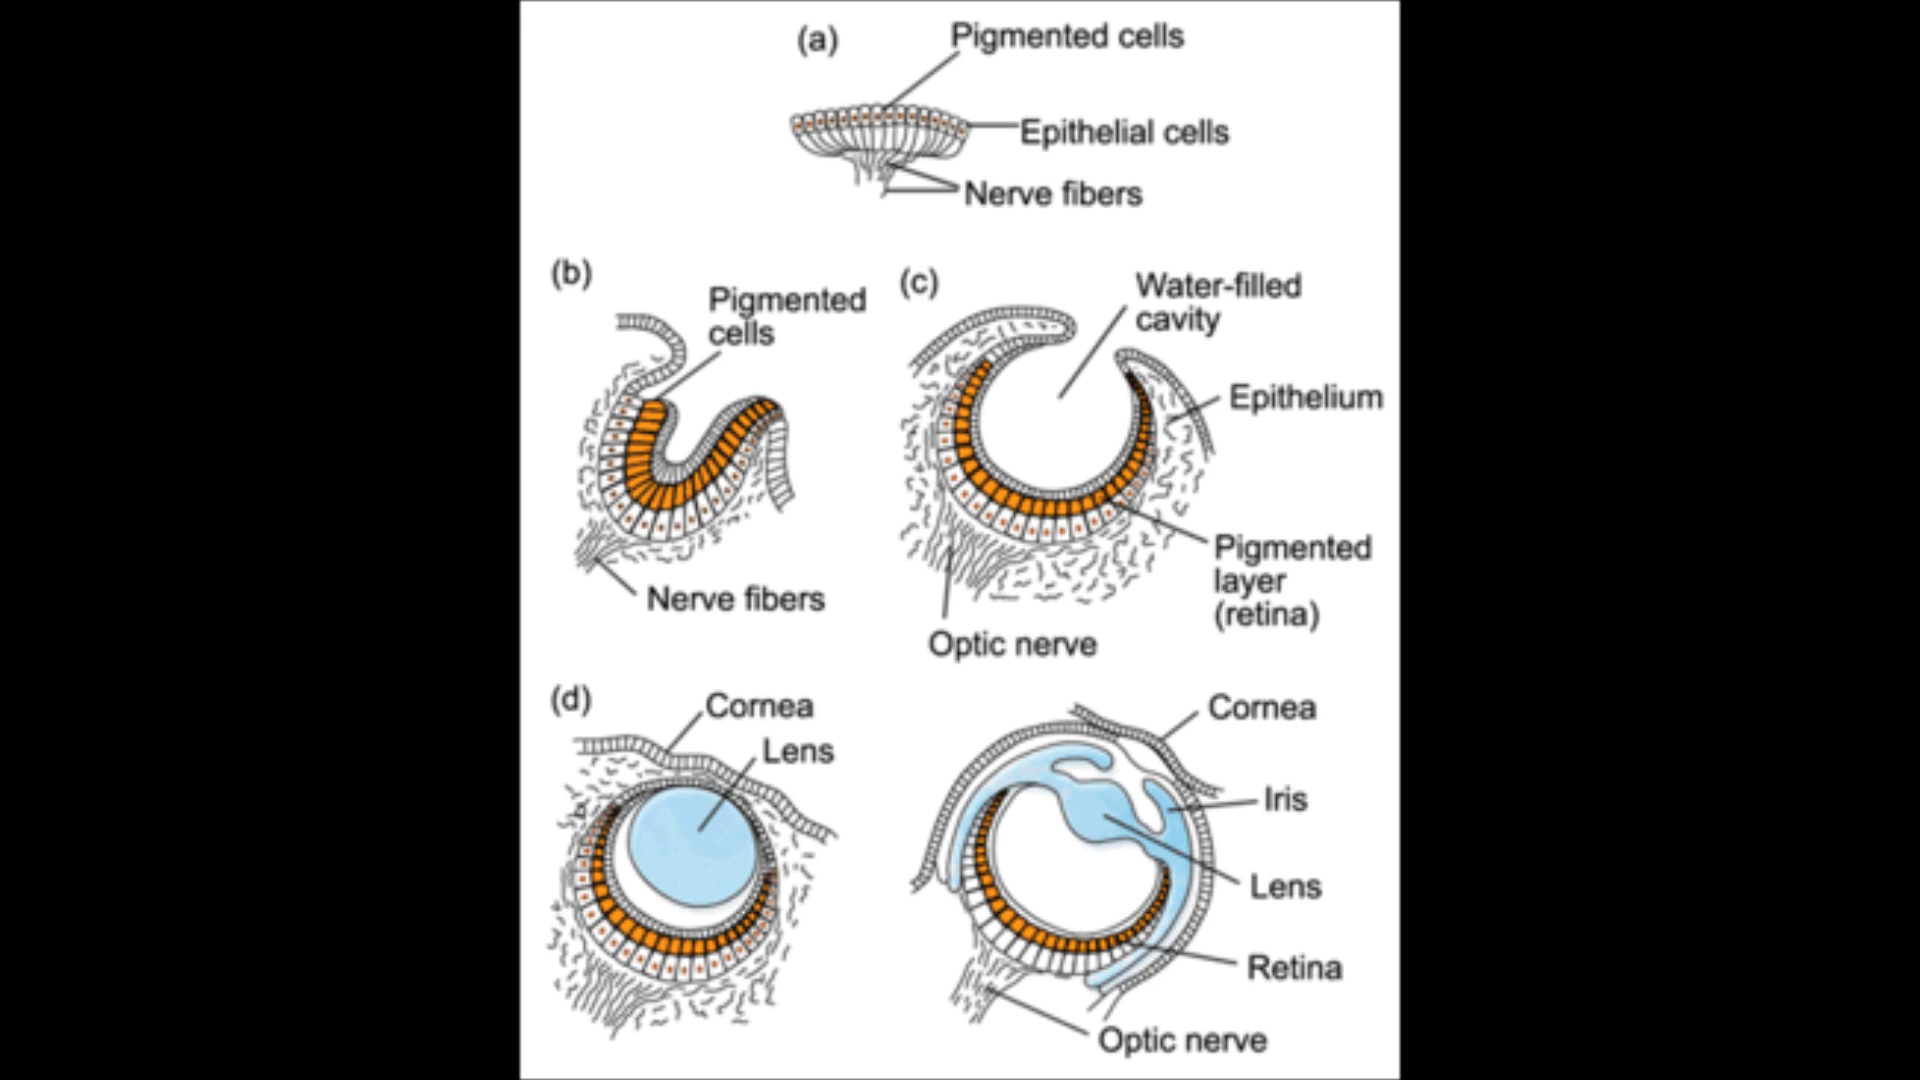 (a)
Pigmented cells
Epithelial cells
Nerve fibers
(b)
Pigmented
cells
Nerve fibers
(c)
Water-filled
cavity
Epithelium
Pigmented
layer
(retina)
Optic nerve
(d)
Cornea
Lens
Cornea
Iris
Lens
Retina
Optic nerve